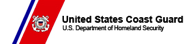 United States Coast Guard
U.S. Department of Homeland Security